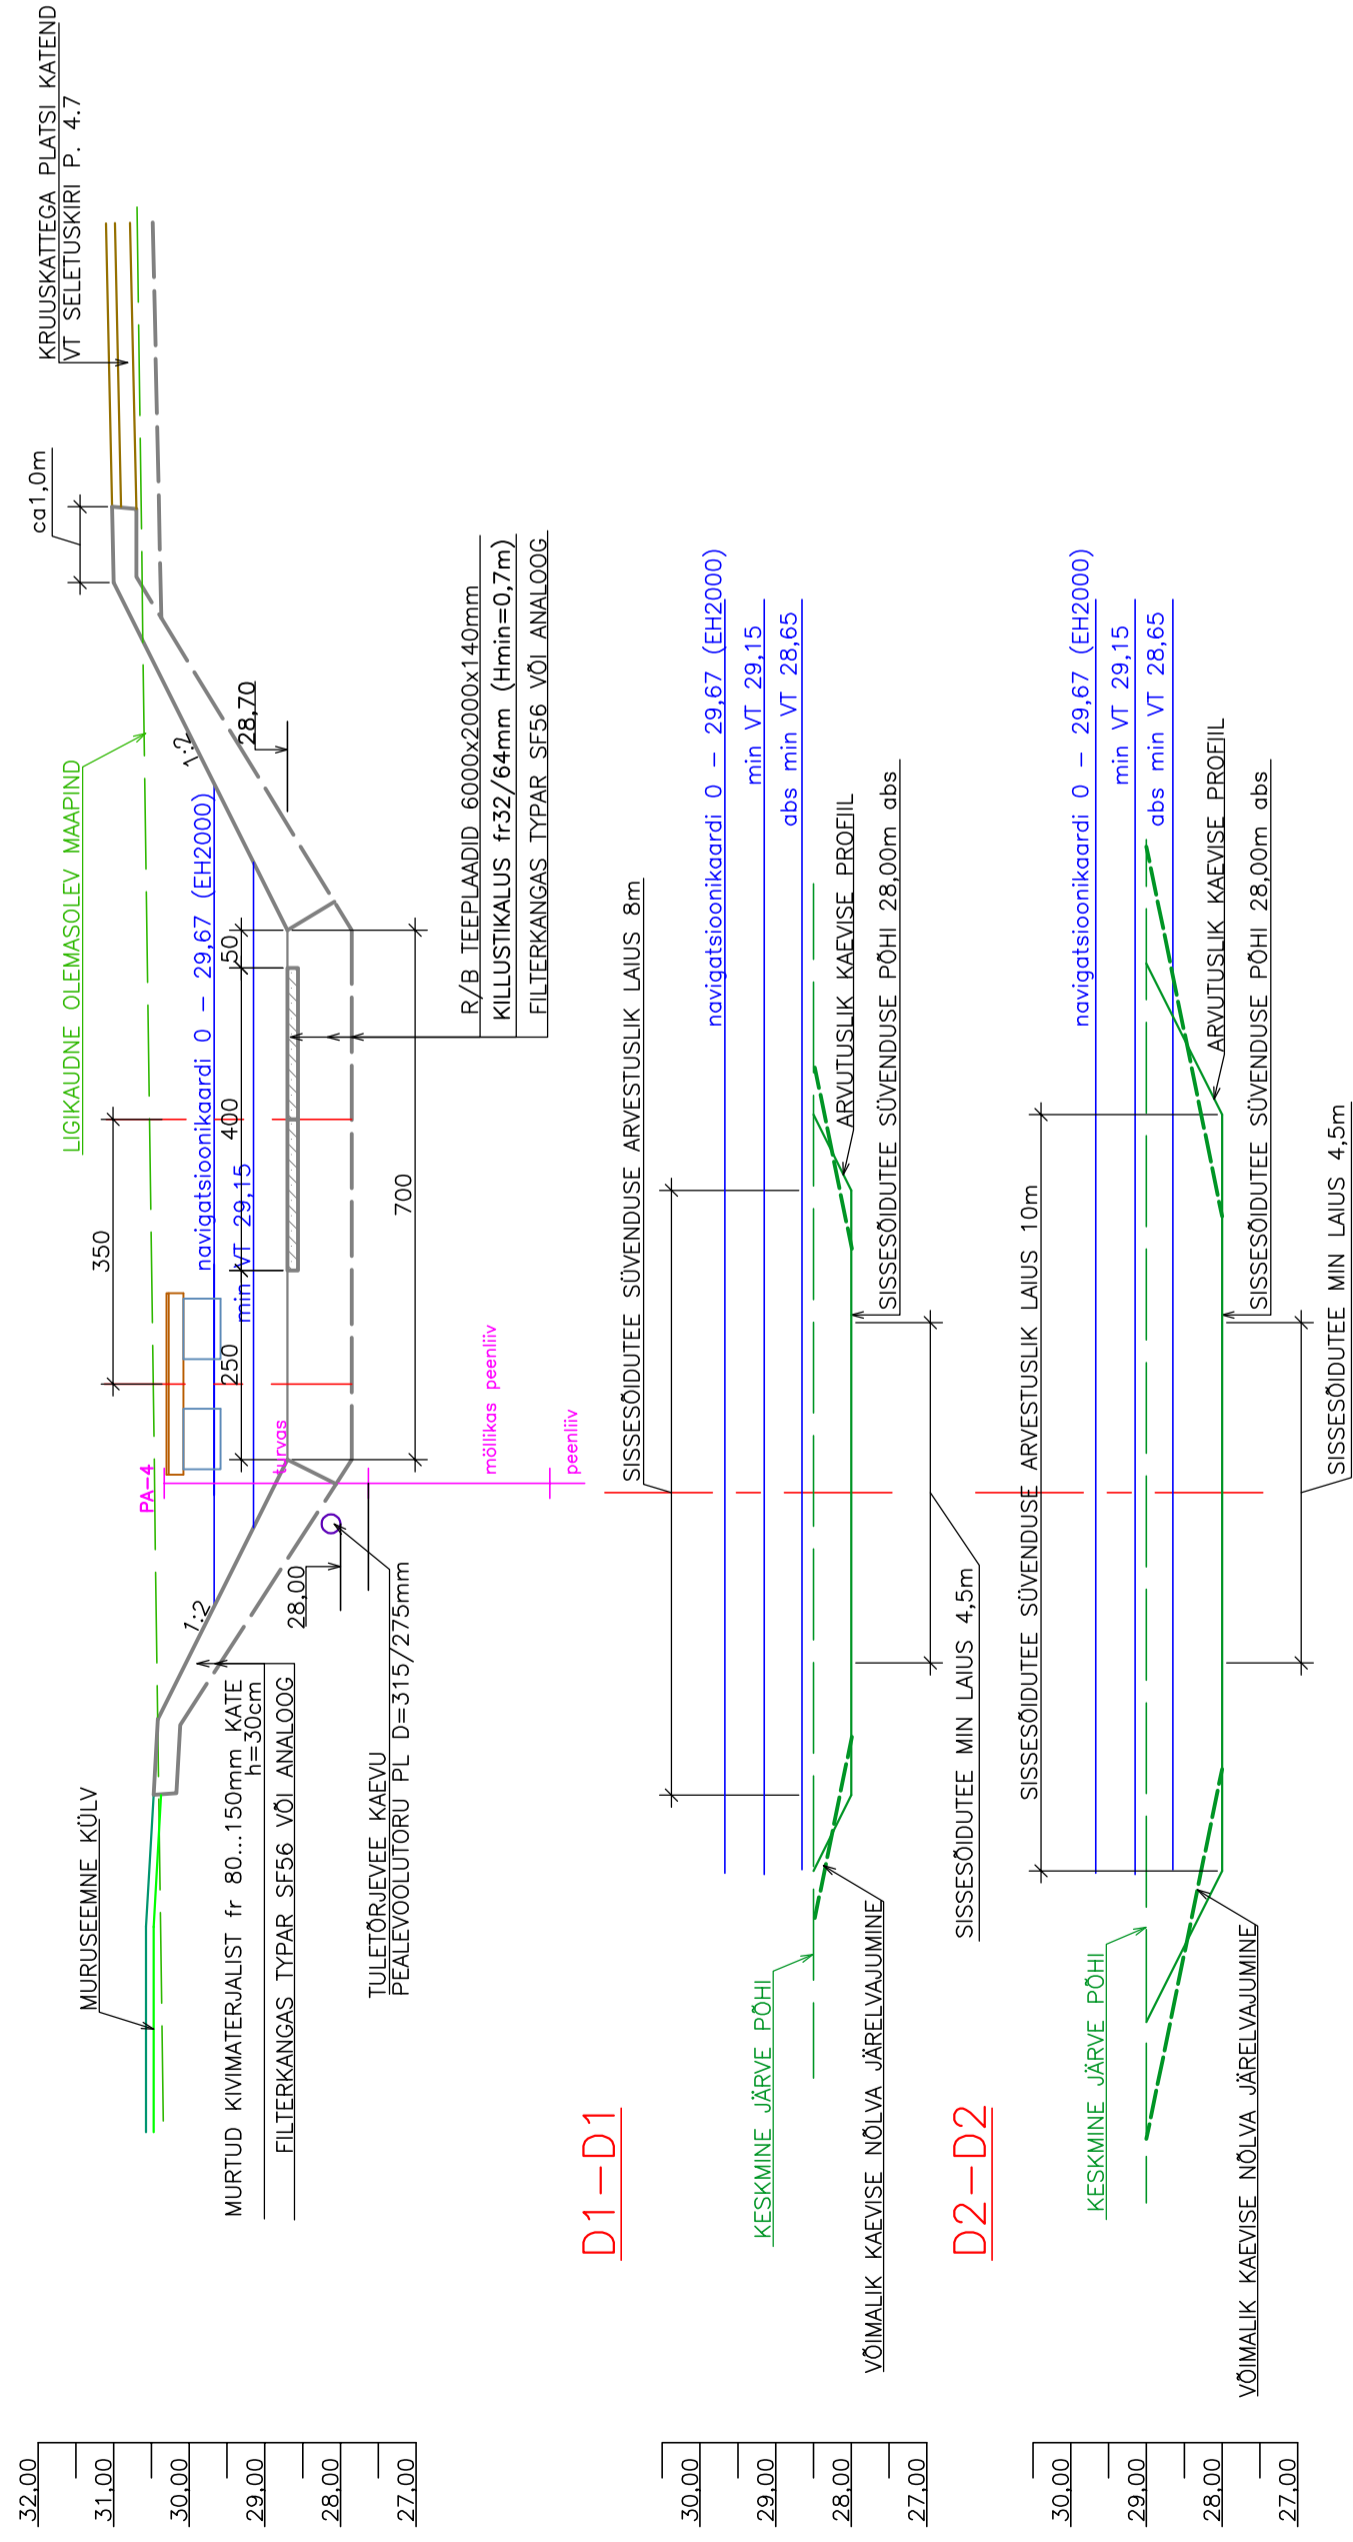 KRUUSKATTEGA PLATSI KATEND
VT SELETUSKIRI P. 4.7
ca1,0m
LIGIKAUDNE OLEMASOLEV MAAPIND
1:2
28,70
navigatsioonikaardi 0 – 29,67 (EH2000)
min VT 29,15
350
50
400
250
700
R/B TEEPLAADID 6000x2000x140mm
KILLUSTIKALUS fr32/64mm (Hmin=0,7m)
FILTERKANGAS TYPAR SF56 VÕI ANALOOG
PA–4
turvas
möllikas peenliiv
peenliiv
1:2
28,00
MURUSEEMNE KÜLV
MURTUD KIVIMATERJALIST fr 80...150mm KATE
h=30cm
FILTERKANGAS TYPAR SF56 VÕI ANALOOG
TULETÕRJEVEE KAEVU
PEALEVOOLUTORU PL D=315/275mm
32,00
31,00
30,00
29,00
28,00
27,00
D1–D1
SISSESÕIDUTEE SÜVENDUSE ARVESTUSLIK LAIUS 8m
navigatsioonikaardi 0 – 29,67 (EH2000)
min VT 29,15
abs min VT 28,65
ARVUTUSLIK KAEVISE PROFIIL
SISSESÕIDUTEE SÜVENDUSE PÕHI 28,00m abs
SISSESÕIDUTEE MIN LAIUS 4,5m
KESKMINE JÄRVE PÕHI
VÕIMALIK KAEVISE NÕLVA JÄRELVAJUMINE
30,00
29,00
28,00
27,00
D2–D2
SISSESÕIDUTEE SÜVENDUSE ARVESTUSLIK LAIUS 10m
navigatsioonikaardi 0 – 29,67 (EH2000)
min VT 29,15
abs min VT 28,65
ARVUTUSLIK KAEVISE PROFIIL
SISSESÕIDUTEE SÜVENDUSE PÕHI 28,00m abs
SISSESÕIDUTEE MIN LAIUS 4,5m
KESKMINE JÄRVE PÕHI
VÕIMALIK KAEVISE NÕLVA JÄRELVAJUMINE
30,00
29,00
28,00
27,00